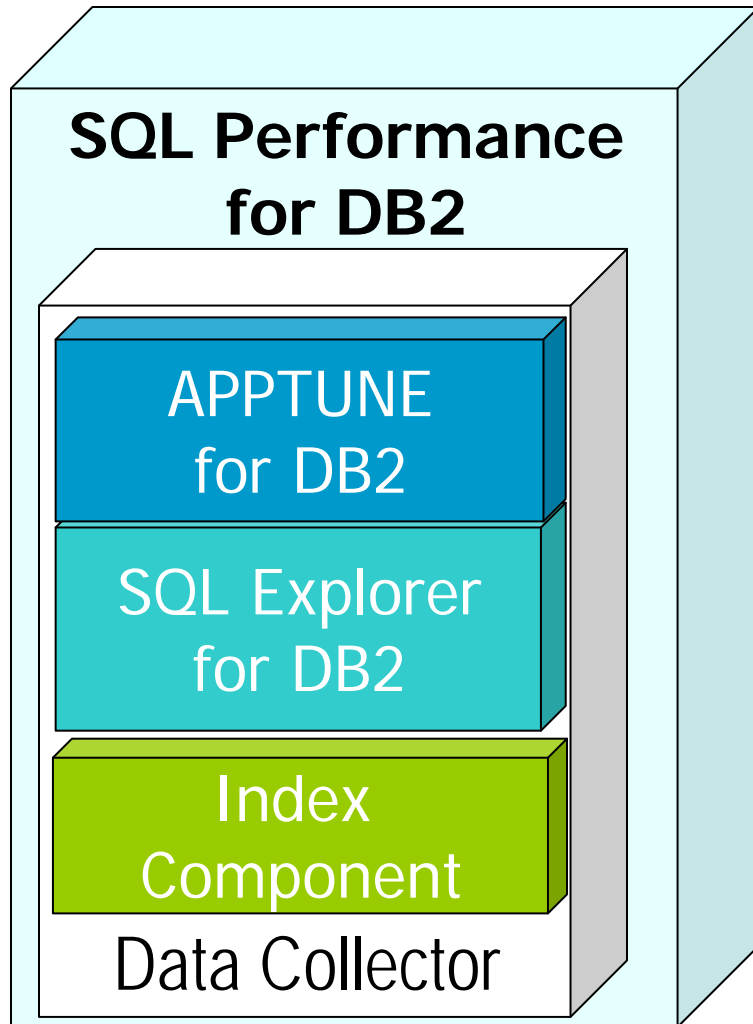 SQL Performance
for DB2
APPTUNE
for DB2
SQL Explorer
for DB2
Index
Component
Data Collector